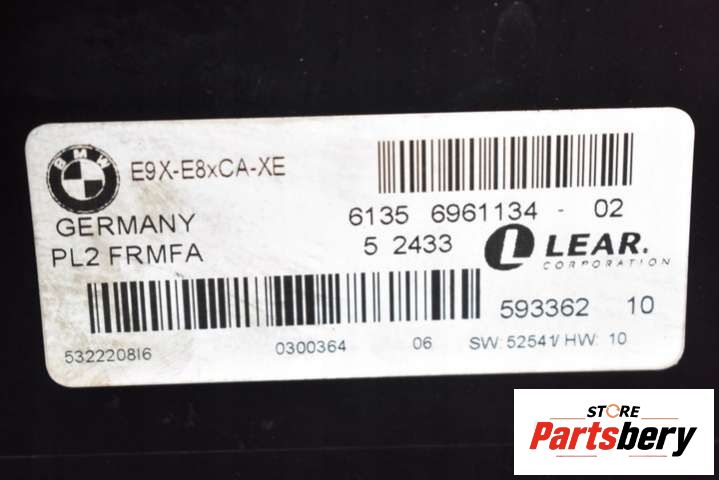 BMW
E9X-E8xCA-XE
GERMANY
6135 6961134 - 02
PL2 FRMFA
5 2433
L LEAR.
CORPORATION
593362 10
532220816 0300364 06 SW: 52541/ HW: 10
STORE
Partsbery